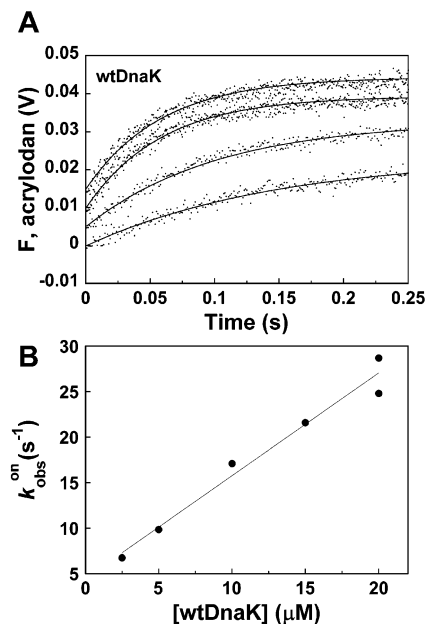 A
0.05
wtDnaK
0.04
0.03
0.02
0.01
0
-0.01
F, acrylodan (V)
0 0.05 0.1 0.15 0.2 0.25
Time (s)
B
30
25
20
15
10
5
k on obs (s-1)
0 5 10 15 20
[wtDnaK] (μM)